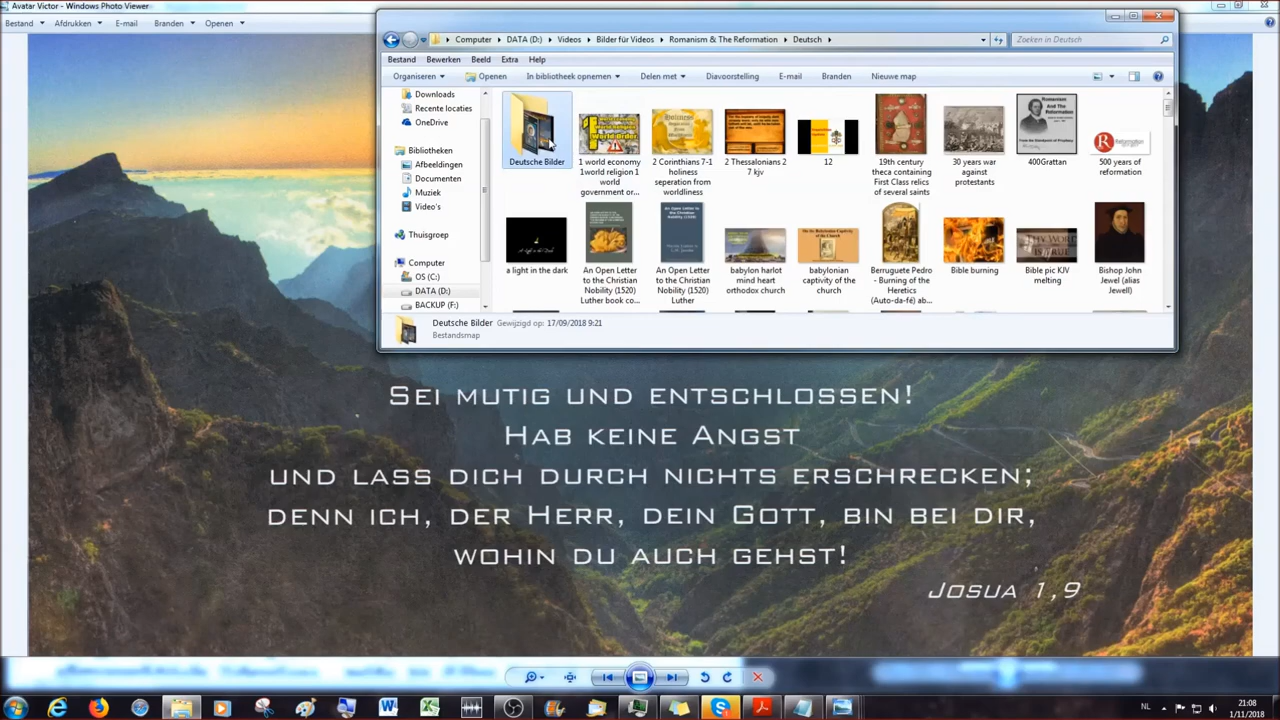 Avatar Victor - Windows Photo Viewer
Bestand
Afdrukken
E-mail
Branden
Openen
Computer
DATA (D:)
Videos
Bilder für Videos
Romanism & The Reformation
Deutsch
Zoeken in Deutsch
Bestand
Bewerken
Beeld
Extra
Help
Organiseren
Openen
In bibliotheek opnemen
Delen met
Diavoorstelling
E-mail
Branden
Nieuwe map
Downloads
Recente locaties
OneDrive
Bibliotheken
Afbeeldingen
Documenten
Muziek
Video's
Thuisgroep
Computer
OS (C:)
DATA (D:)
BACKUP (F:)
Deutsche Bilder
1 world economy
1world religion 1
world
government or...
2 Corinthians 7-1
holiness
seperation from
worldliness
2 Thessalonians 2
7 kjv
12
19th century
theca containing
First Class relics
of several saints
30 years war
against
protestants
400Grattan
500 years of
reformation
a light in the dark
An Open Letter
to the Christian
Nobility (1520)
Luther book co...
An Open Letter
to the Christian
Nobility (1520)
Luther
babylon harlot
mind heart
orthodox church
babylonian
captivity of the
church
Berruguete Pedro
- Burning of the
Heretics
(Auto-da-fé) ab...
Bible burning
Bible pic KJV
melting
Bishop John
Jewel (alias
Jewell)
Deutsche Bilder Gewijzigd op: 17/09/2018 9:21
Bestandsmap
Sei mutig und entschlossen!
Hab keine Angst
und lass dich durch nichts erschrecken;
denn ich, der Herr, dein Gott, bin bei dir,
wohin du auch gehst!
Josua 1,9
NL
21:08
1/11/2018